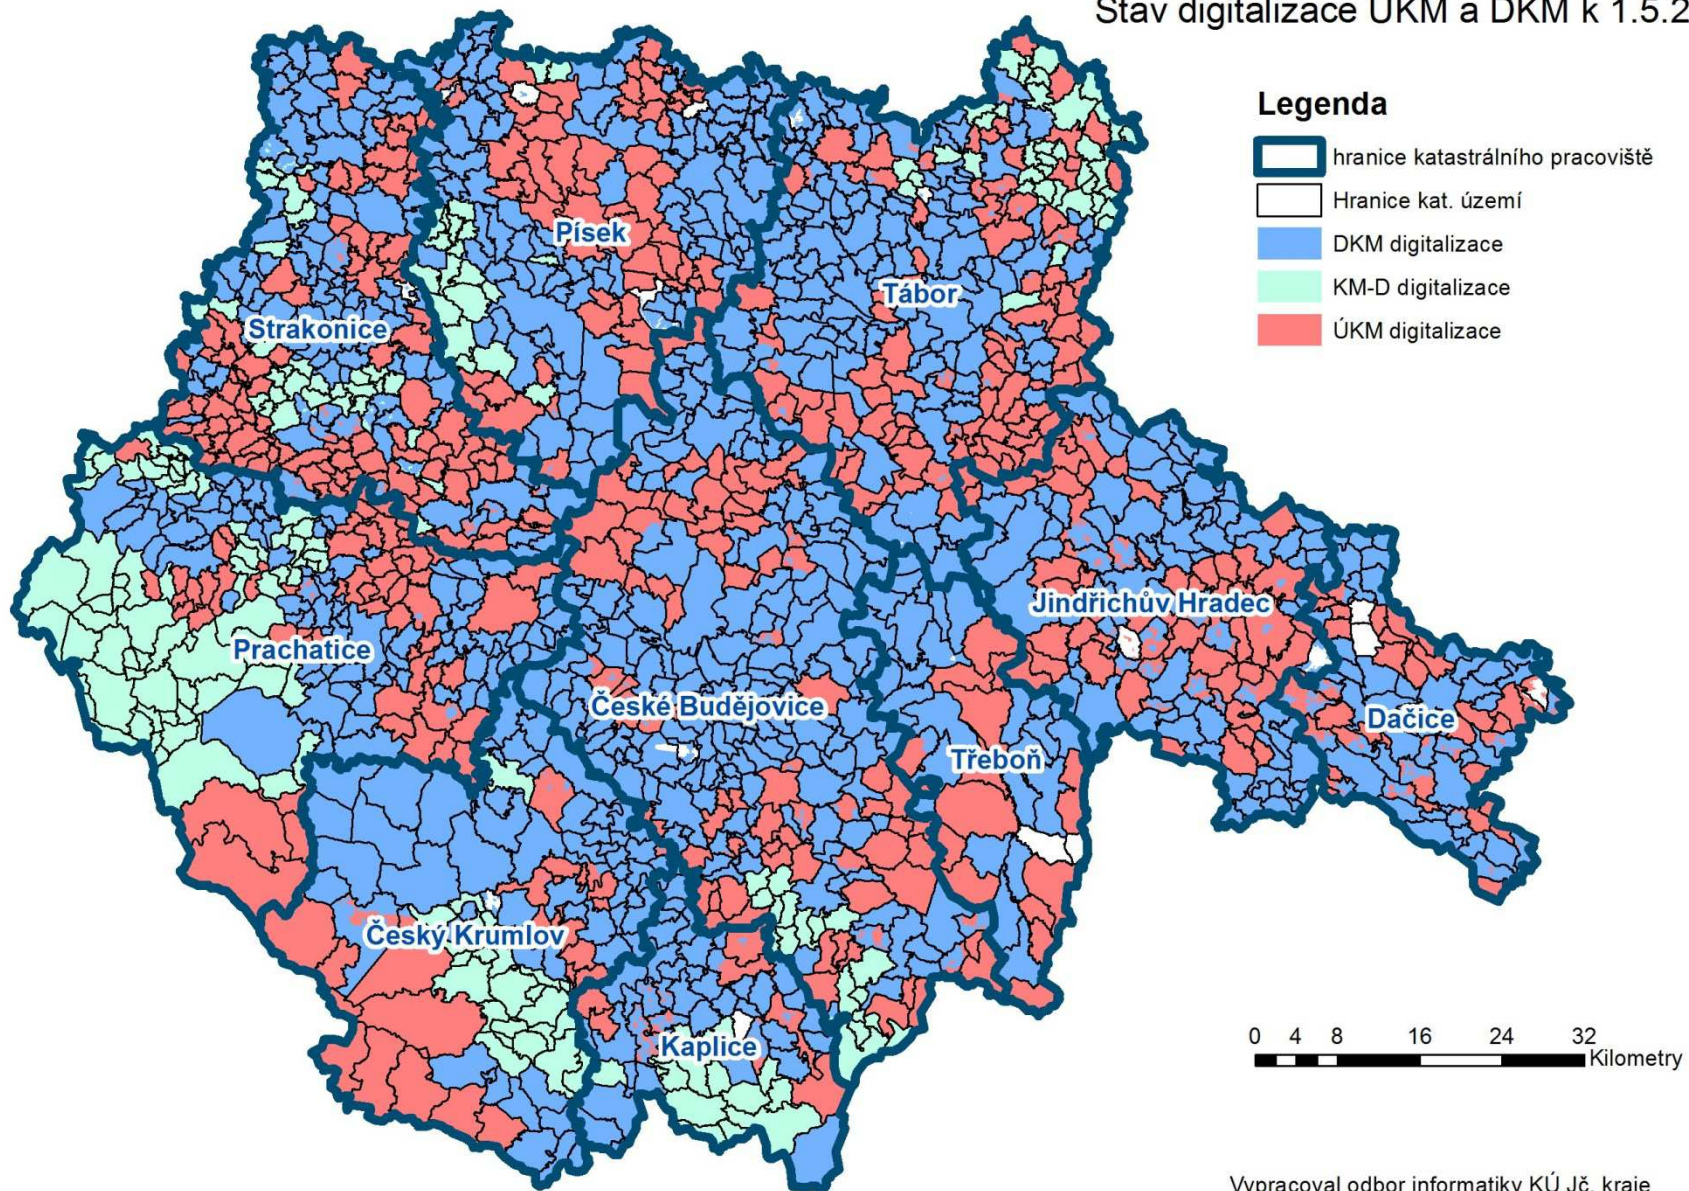 Stav digitalizace ÚKM a DKM k 1.5.2
Legenda
hranice katastrálního pracoviště
Hranice kat. území
DKM digitalizace
KM-D digitalizace
ÚKM digitalizace
Písek
Tábor
Strakonice
Jindřichův Hradec
Prachatice
České Budějovice
Dačice
Třeboň
Český Krumlov
Kaplice
0 4 8 16 24 32
Kilometry
Vypracoval odbor informatiky KÚ Jč. kraje